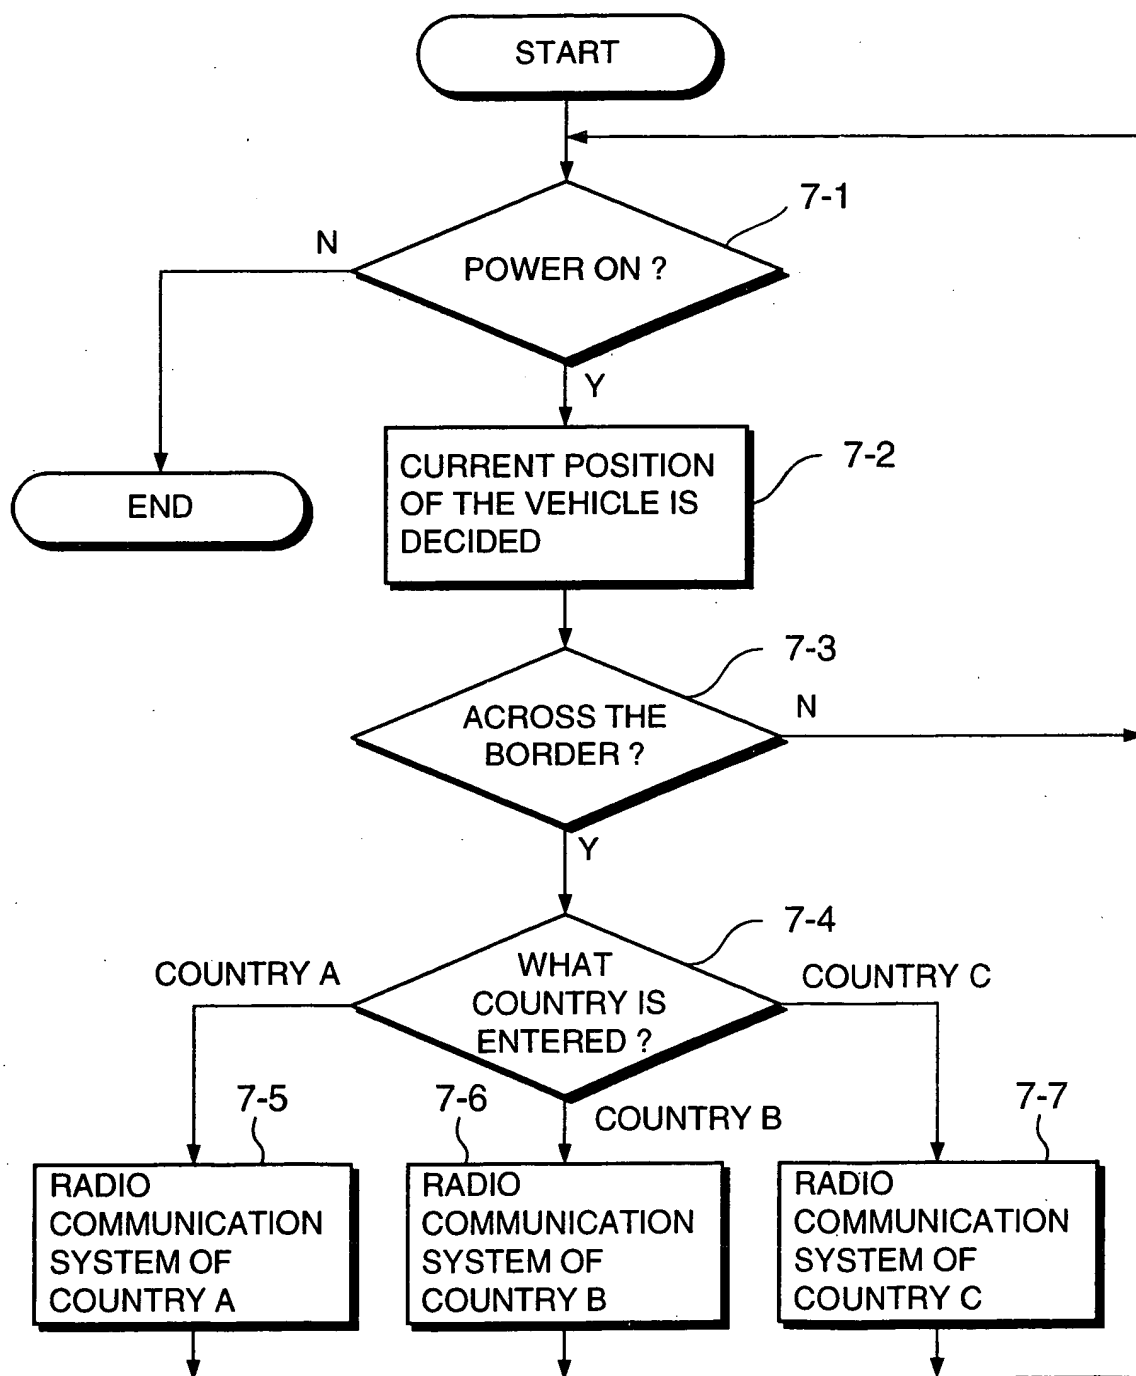 START
7-1
N
POWER ON ?
Y
7-2
CURRENT POSITION
OF THE VEHICLE IS
DECIDED
END
7-3
N
ACROSS THE
BORDER ?
Y
7-4
COUNTRY A
WHAT
COUNTRY IS
ENTERED ?
COUNTRY C
COUNTRY B
7-5
7-6
7-7
RADIO
COMMUNICATION
SYSTEM OF
COUNTRY A
RADIO
COMMUNICATION
SYSTEM OF
COUNTRY B
RADIO
COMMUNICATION
SYSTEM OF
COUNTRY C